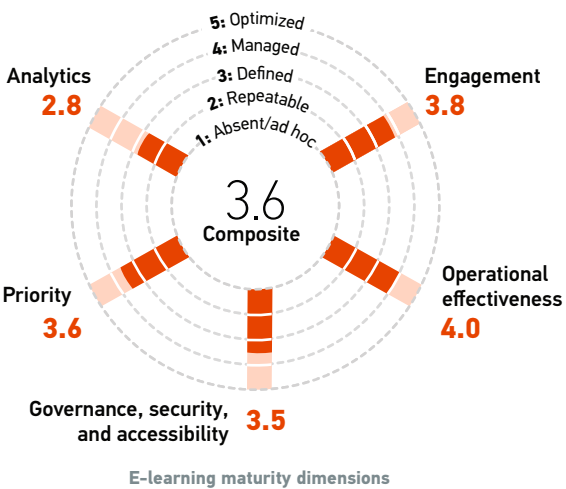 5: Optimized
4: Managed
3: Defined
2: Repeatable
1: Absent/ad hoc
Analytics
2.8
Engagement
3.8
3.6
Composite
Priority
3.6
Operational
effectiveness
4.0
Governance, security,
and accessibility
3.5
E-learning maturity dimensions